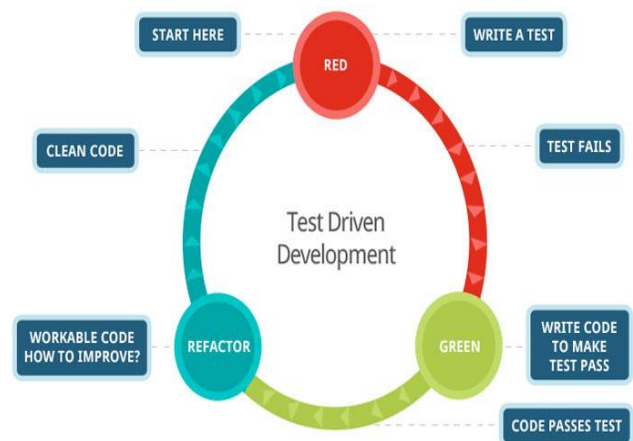 START HERE
RED
WRITE A TEST
CLEAN CODE
TEST FAILS
Test Driven
Development
WORKABLE CODE
HOW TO IMPROVE?
REFACTOR
GREEN
WRITE CODE
TO MAKE
TEST PASS
CODE PASSES TEST